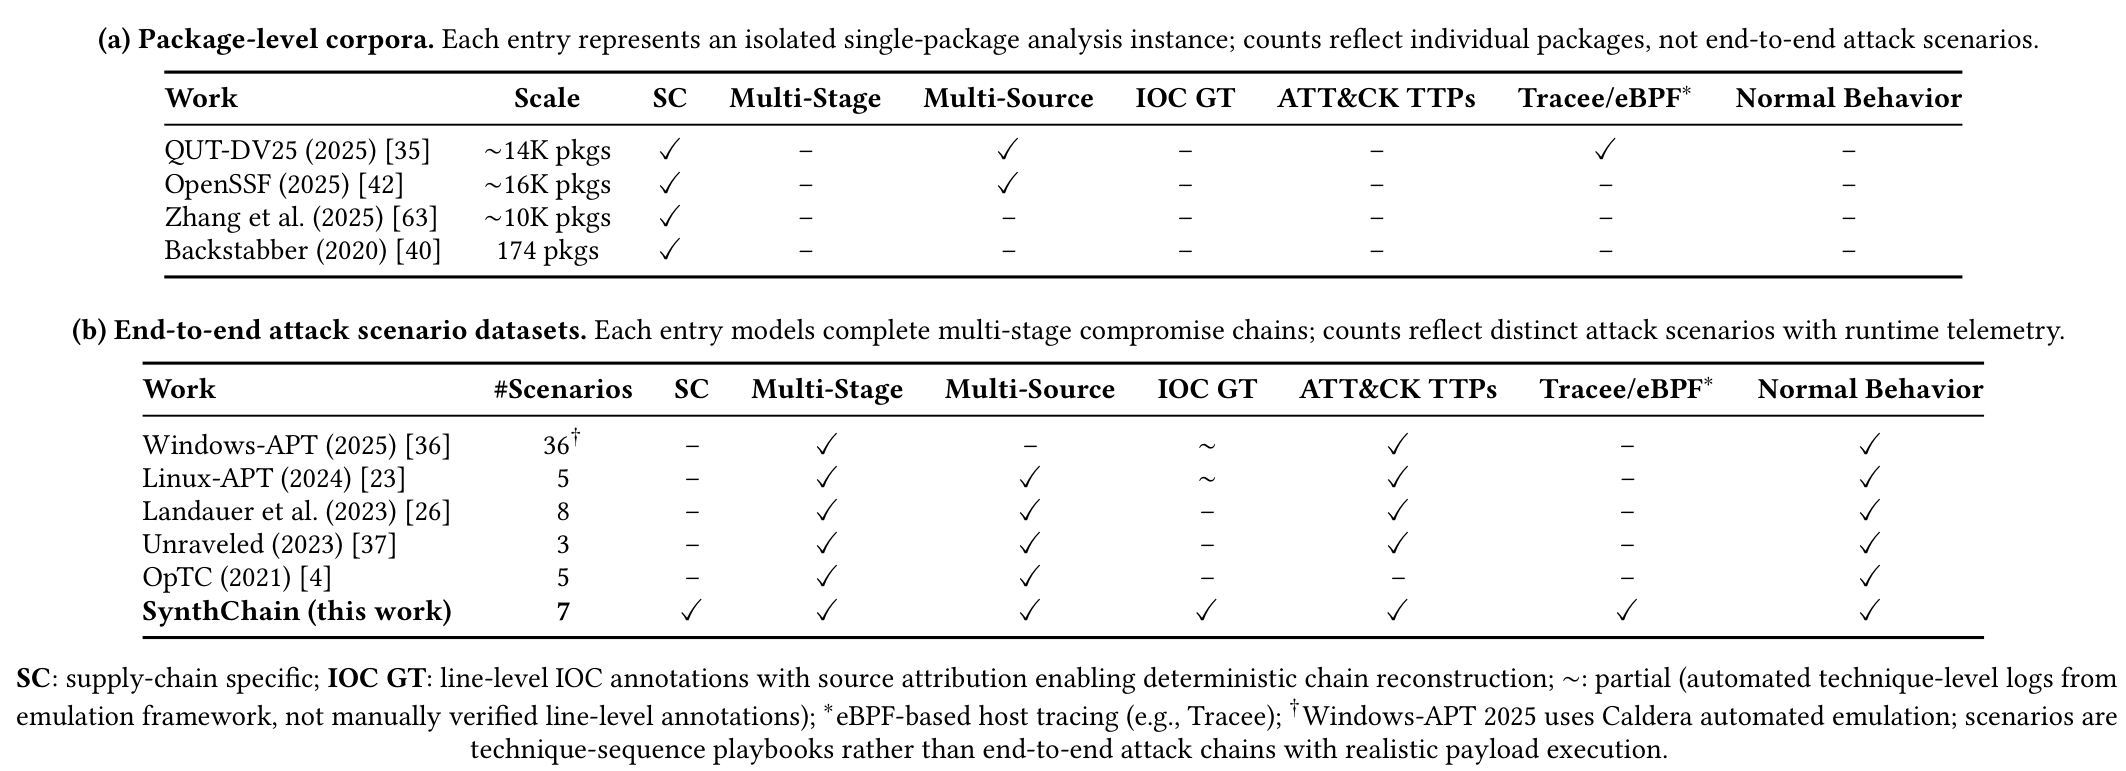 (a) Package-level corpora. Each entry represents an isolated single-package analysis instance; counts reflect individual packages, not end-to-end attack scenarios.
Work Scale SC Multi-Stage Multi-Source IOC GT ATT&CK TTPs Tracee/eBPF* Normal Behavior
QUT-DV25 (2025) [35] ~14K pkgs ✓ – ✓ – – ✓ –
OpenSSF (2025) [42] ~16K pkgs ✓ – ✓ – – – –
Zhang et al. (2025) [63] ~10K pkgs ✓ – – – – – –
Backstabber (2020) [40] 174 pkgs ✓ – – – – – –
(b) End-to-end attack scenario datasets. Each entry models complete multi-stage compromise chains; counts reflect distinct attack scenarios with runtime telemetry.
Work #Scenarios SC Multi-Stage Multi-Source IOC GT ATT&CK TTPs Tracee/eBPF* Normal Behavior
Windows-APT (2025) [36] 36† – ✓ – ~ ✓ – ✓
Linux-APT (2024) [23] 5 – ✓ ✓ ~ ✓ – ✓
Landauer et al. (2023) [26] 8 – ✓ ✓ – ✓ – ✓
Unraveled (2023) [37] 3 – ✓ ✓ – ✓ – ✓
OpTC (2021) [4] 5 – ✓ ✓ – – – ✓
SynthChain (this work) 7 ✓ ✓ ✓ ✓ ✓ ✓ ✓
SC: supply-chain specific; IOC GT: line-level IOC annotations with source attribution enabling deterministic chain reconstruction; ~: partial (automated technique-level logs from
emulation framework, not manually verified line-level annotations); *eBPF-based host tracing (e.g., Tracee); †Windows-APT 2025 uses Caldera automated emulation; scenarios are
technique-sequence playbooks rather than end-to-end attack chains with realistic payload execution.